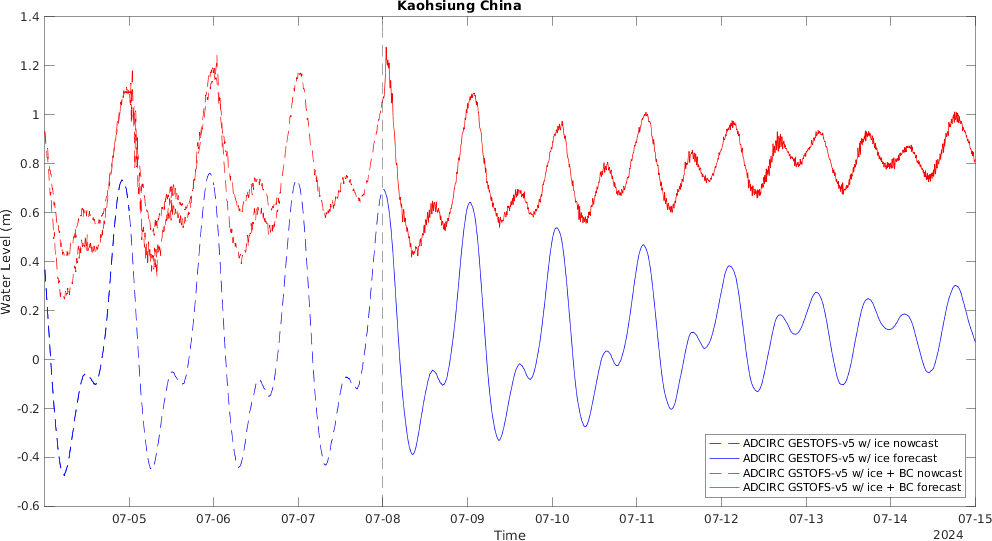 Kaohsiung China
1.4
1.2
1
0.8
0.6
0.4
0.2
0
-0.2
-0.4
-0.6
Water Level (m)
ADCIRC GESTOFS-v5 w/ ice nowcast
ADCIRC GESTOFS-v5 w/ ice forecast
ADCIRC GSTOFS-v5 w/ ice + BC nowcast
ADCIRC GSTOFS-v5 w/ ice + BC forecast
07-05 07-06 07-07 07-08 07-09 07-10 07-11 07-12 07-13 07-14 07-15
Time
2024